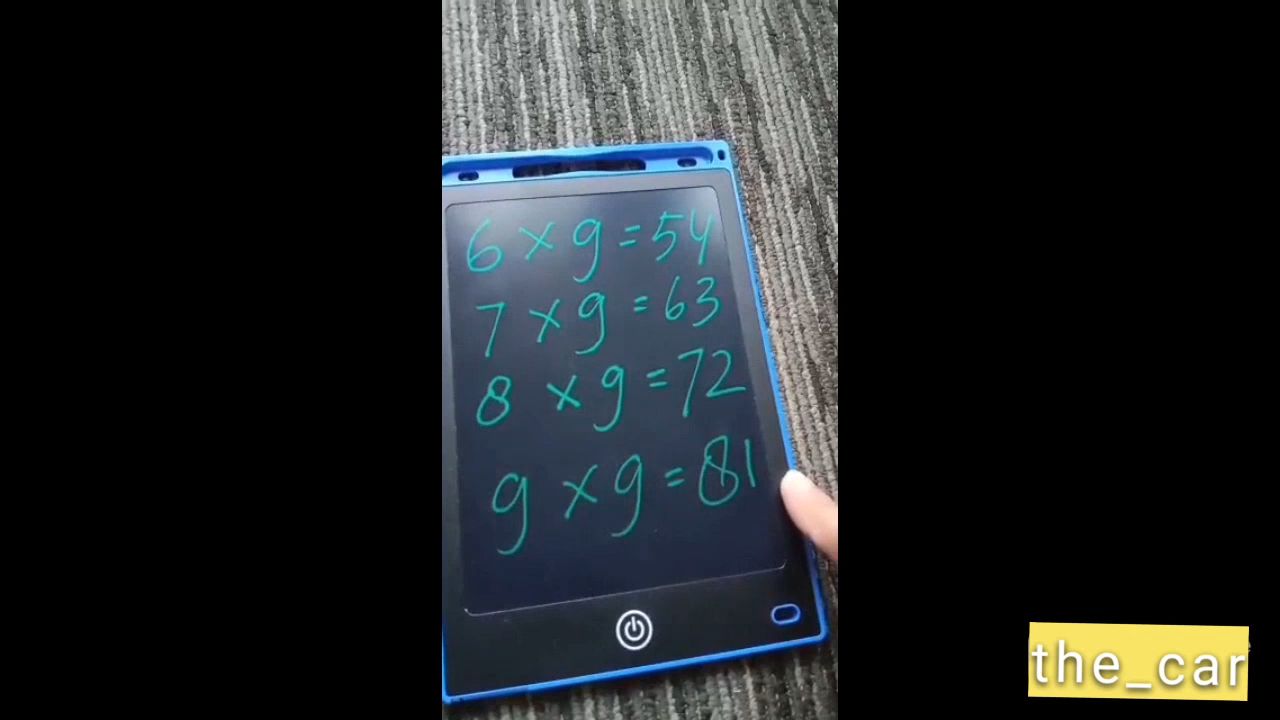 6 x 9 = 54
7 x 9 = 63
8 x 9 = 72
9 x 9 = 81
the_car